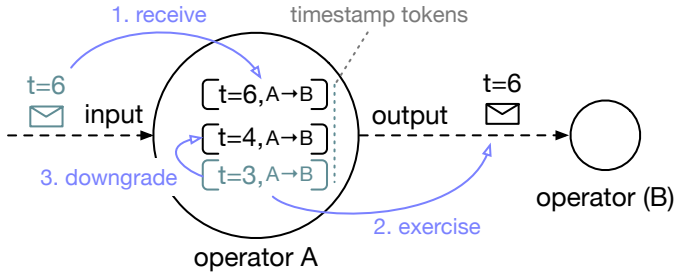 1. receive
timestamp tokens
t=6
input
[t=6, A→B]
[t=4, A→B]
[t=3, A→B]
output
t=6
3. downgrade
2. exercise
operator A
operator (B)